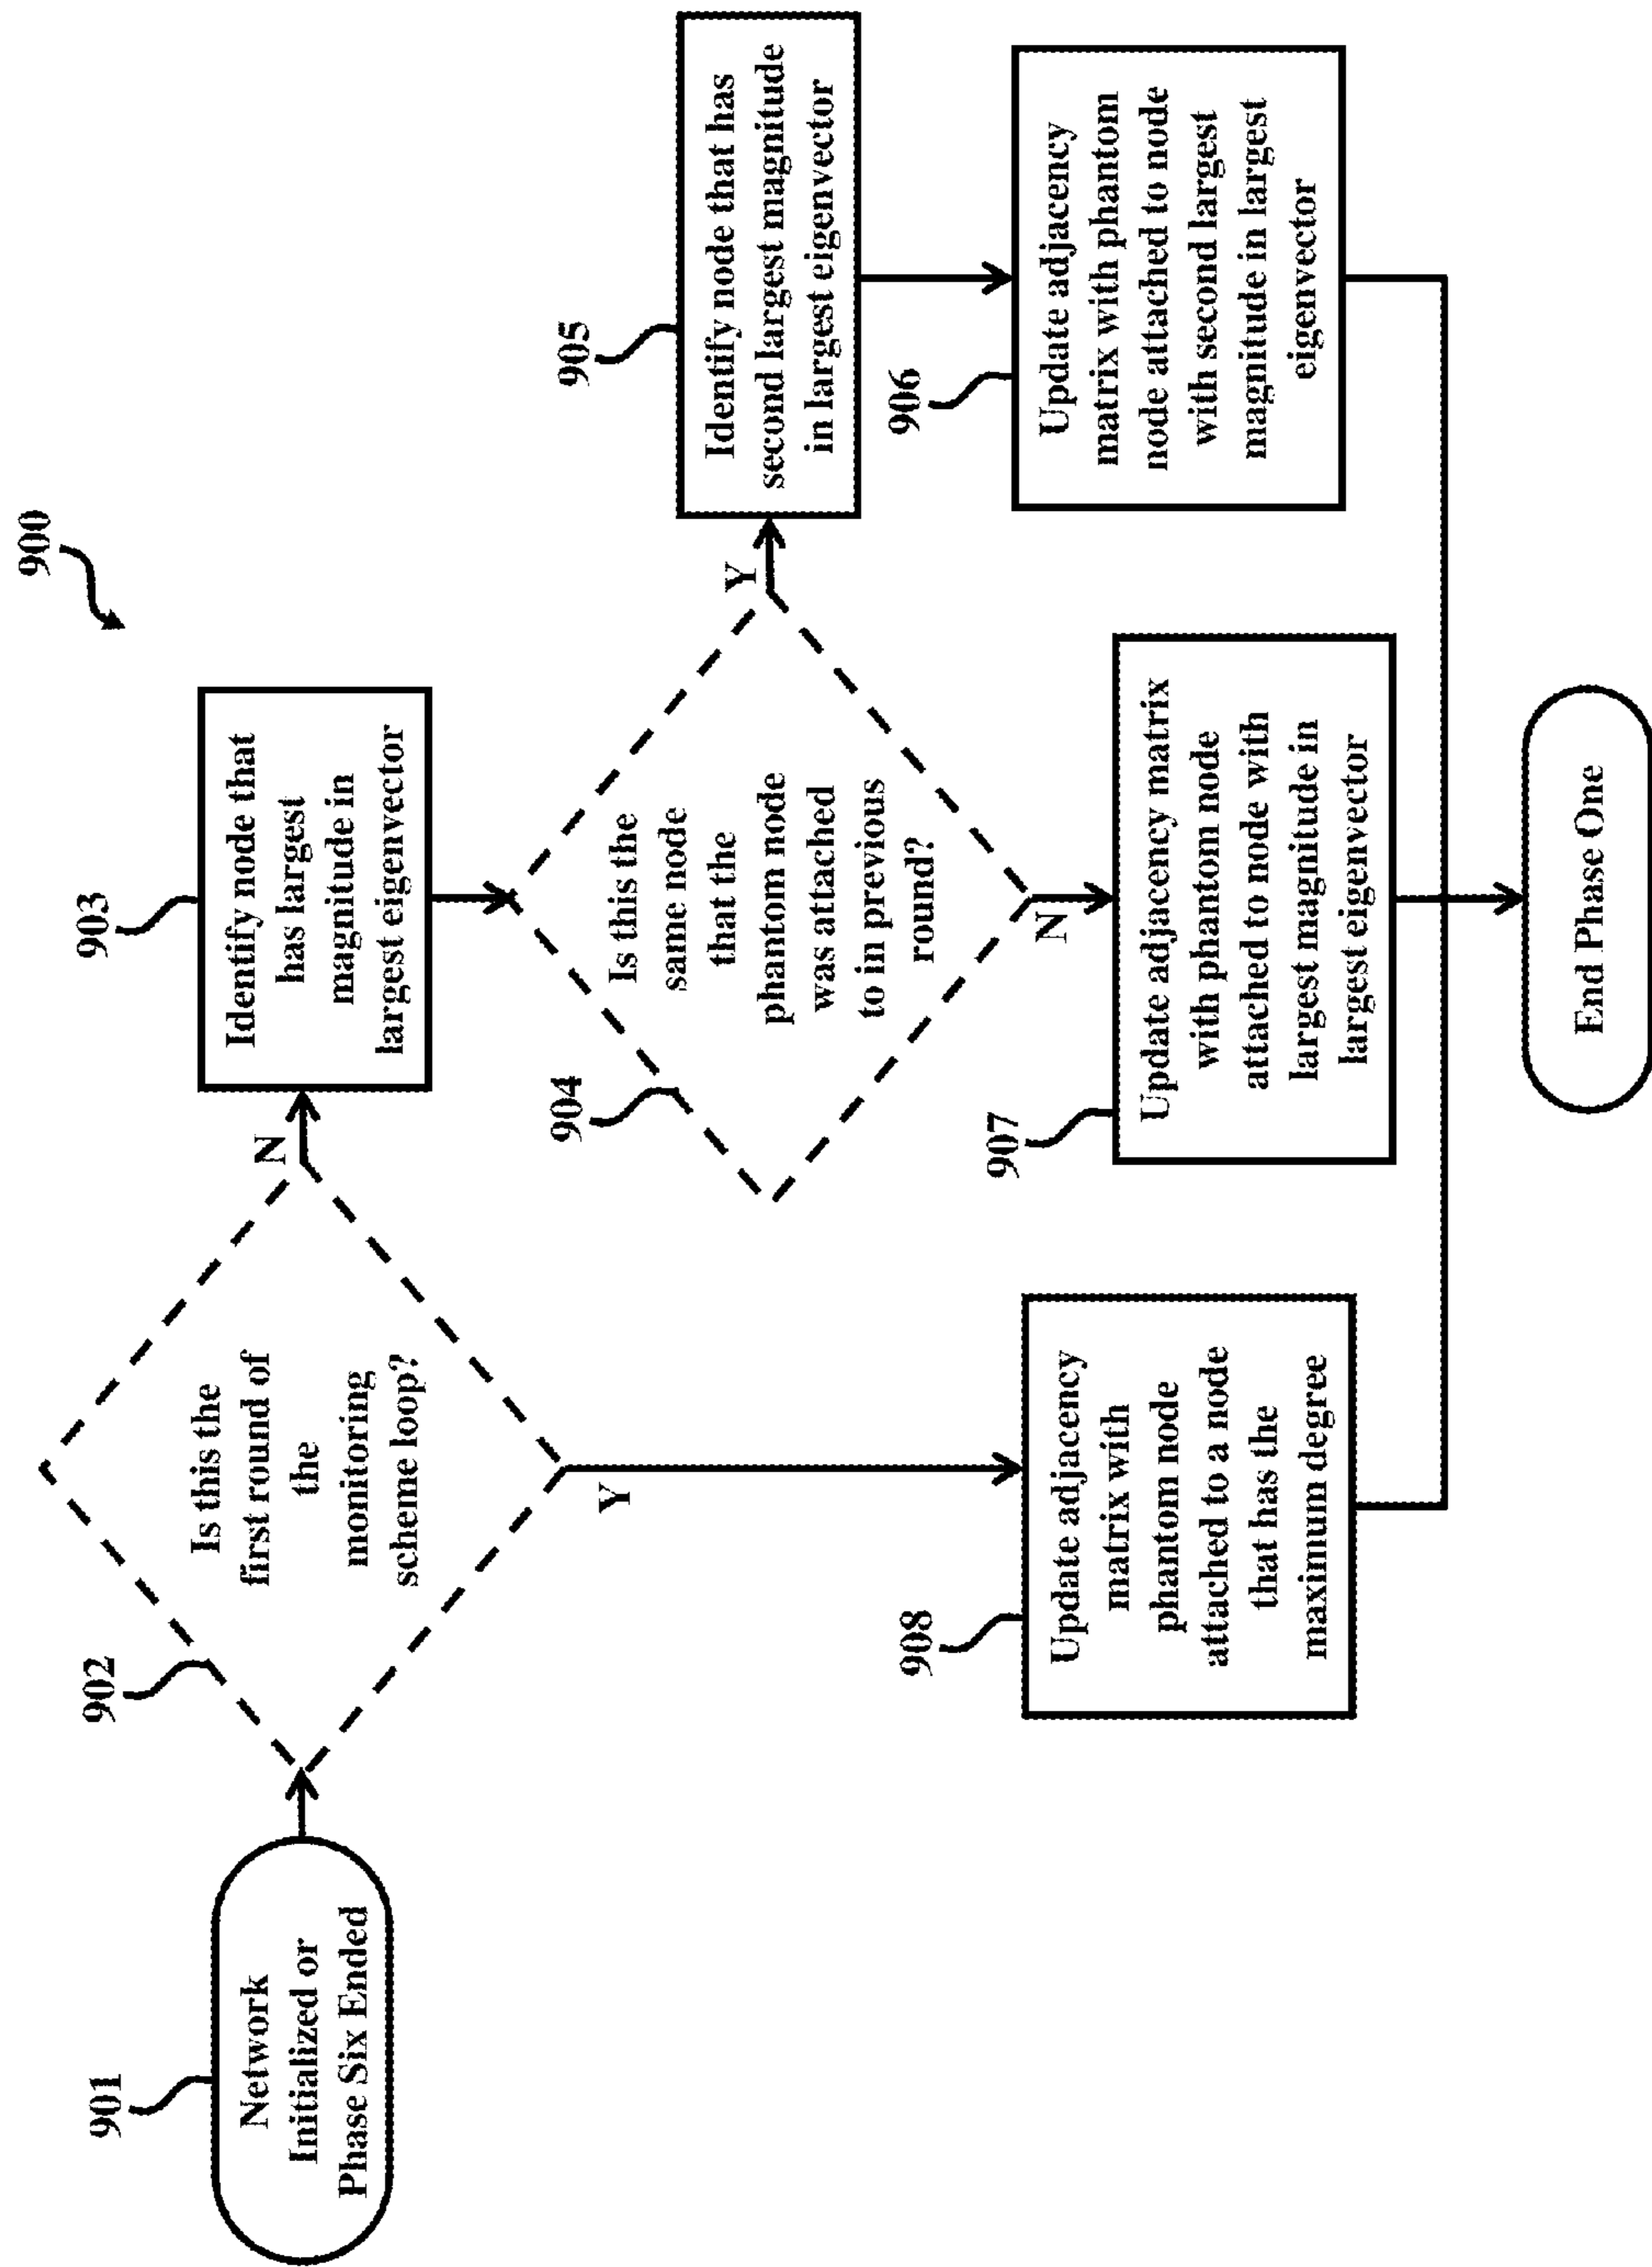 900
901
Network
Initialized or
Phase Six Ended
902
Is this the
first round of
the
monitoring
scheme loop?
N
Y
903
Identify node that
has largest
magnitude in
largest eigenvector
904
Is this the
same node
that the
phantom node
was attached
to in previous
round?
Y
N
905
Identify node that has
second largest magnitude
in largest eigenvector
906
Update adjacency
matrix with phantom
node attached to node
with second largest
magnitude in largest
eigenvector
907
Update adjacency matrix
with phantom node
attached to node with
largest magnitude in
largest eigenvector
908
Update adjacency
matrix with
phantom node
attached to a node
that has the
maximum degree
End Phase One